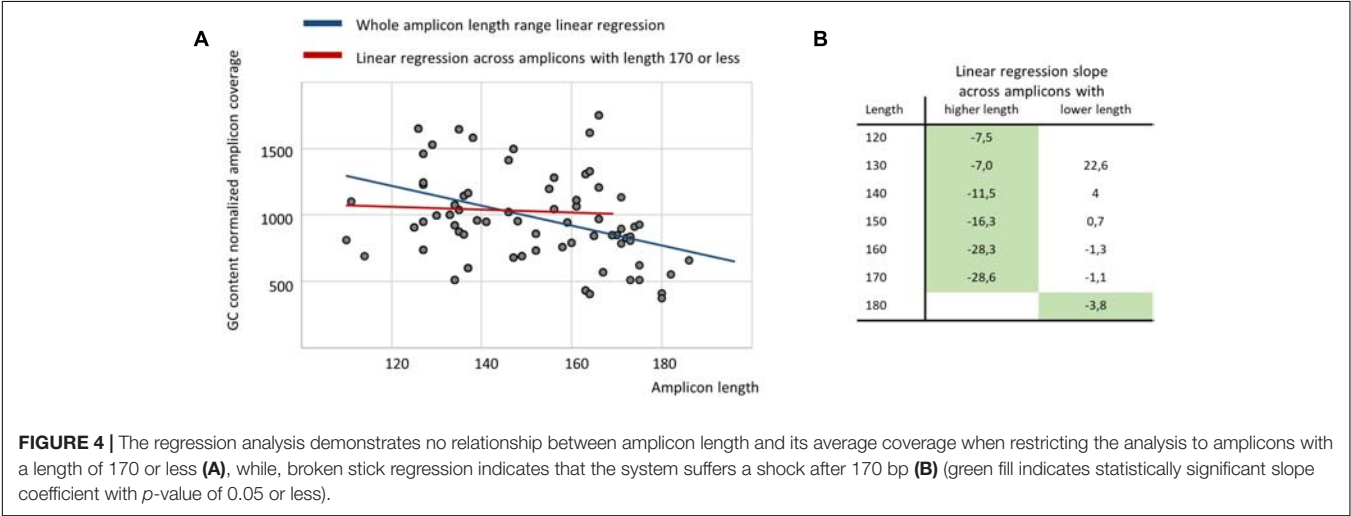 A
Whole amplicon length range linear regression
Linear regression across amplicons with length 170 or less
GC content normalized amplicon coverage
1500
1000
500
120 140 160 180
Amplicon length
B
Linear regression slope
across amplicons with
Length higher length lower length
120 -7,5
130 -7,0 22,6
140 -11,5 4
150 -16,3 0,7
160 -28,3 -1,3
170 -28,6 -1,1
180 -3,8
FIGURE 4 | The regression analysis demonstrates no relationship between amplicon length and its average coverage when restricting the analysis to amplicons with
a length of 170 or less (A), while, broken stick regression indicates that the system suffers a shock after 170 bp (B) (green fill indicates statistically significant slope
coefficient with p-value of 0.05 or less).